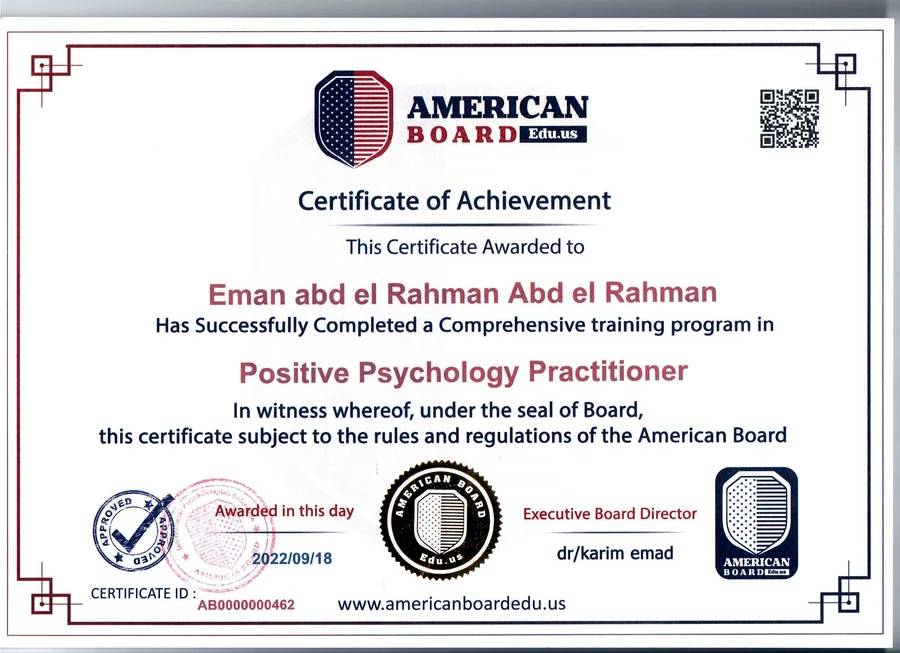 AMERICAN
BOARD Edu.us
Certificate of Achievement
This Certificate Awarded to
Eman abd el Rahman Abd el Rahman
Has Successfully Completed a Comprehensive training program in
Positive Psychology Practitioner
In witness whereof, under the seal of Board,
this certificate subject to the rules and regulations of the American Board
APPROVED
APPROVED
AMERICAN BOARD
Awarded in this day
2022/09/18
AMERICAN BOARD
Edu.us
Executive Board Director
dr/karim emad
AMERICAN
BOARD Edu.us
CERTIFICATE ID :
AB0000000462
www.americanboardedu.us